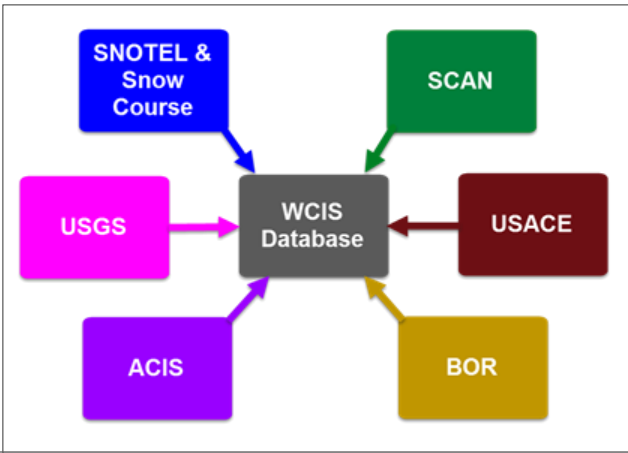 SNOTEL &
Snow
Course
SCAN
USGS
WCIS
Database
USACE
ACIS
BOR